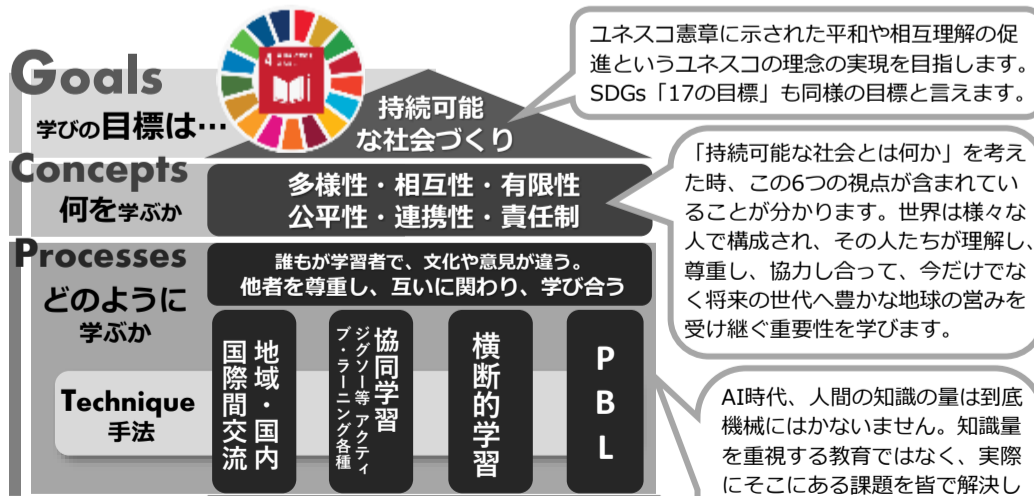 Goals
学びの目標は…
4
持続可能
な社会づくり
ユネスコ憲章に示された平和や相互理解の促
進というユネスコの理念の実現を目指します。
SDGs「17の目標」も同様の目標と言えます。
Concepts
何を学ぶか
多様性・相互性・有限性
公平性・連携性・責任制
「持続可能な社会とは何か」を考え
た時、この6つの視点が含まれてい
ることが分かります。世界は様々な
人で構成され、その人たちが理解し、
尊重し、協力し合って、今だけでな
く将来の世代へ豊かな地球の営みを
受け継ぐ重要性を学びます。
Processes
どのように
学ぶか
誰もが学習者で、文化や意見が違う。
他者を尊重し、互いに関わり、学び合う
Technique
手法
地域・国内
国際間交流
協同学習
ジグソー等 アクティ
ブ・ラーニング各種
横断的学習
PBL
AI時代、人間の知識の量は到底
機械にはかないません。知識量
を重視する教育ではなく、実際
にそこにある課題を皆で解決し